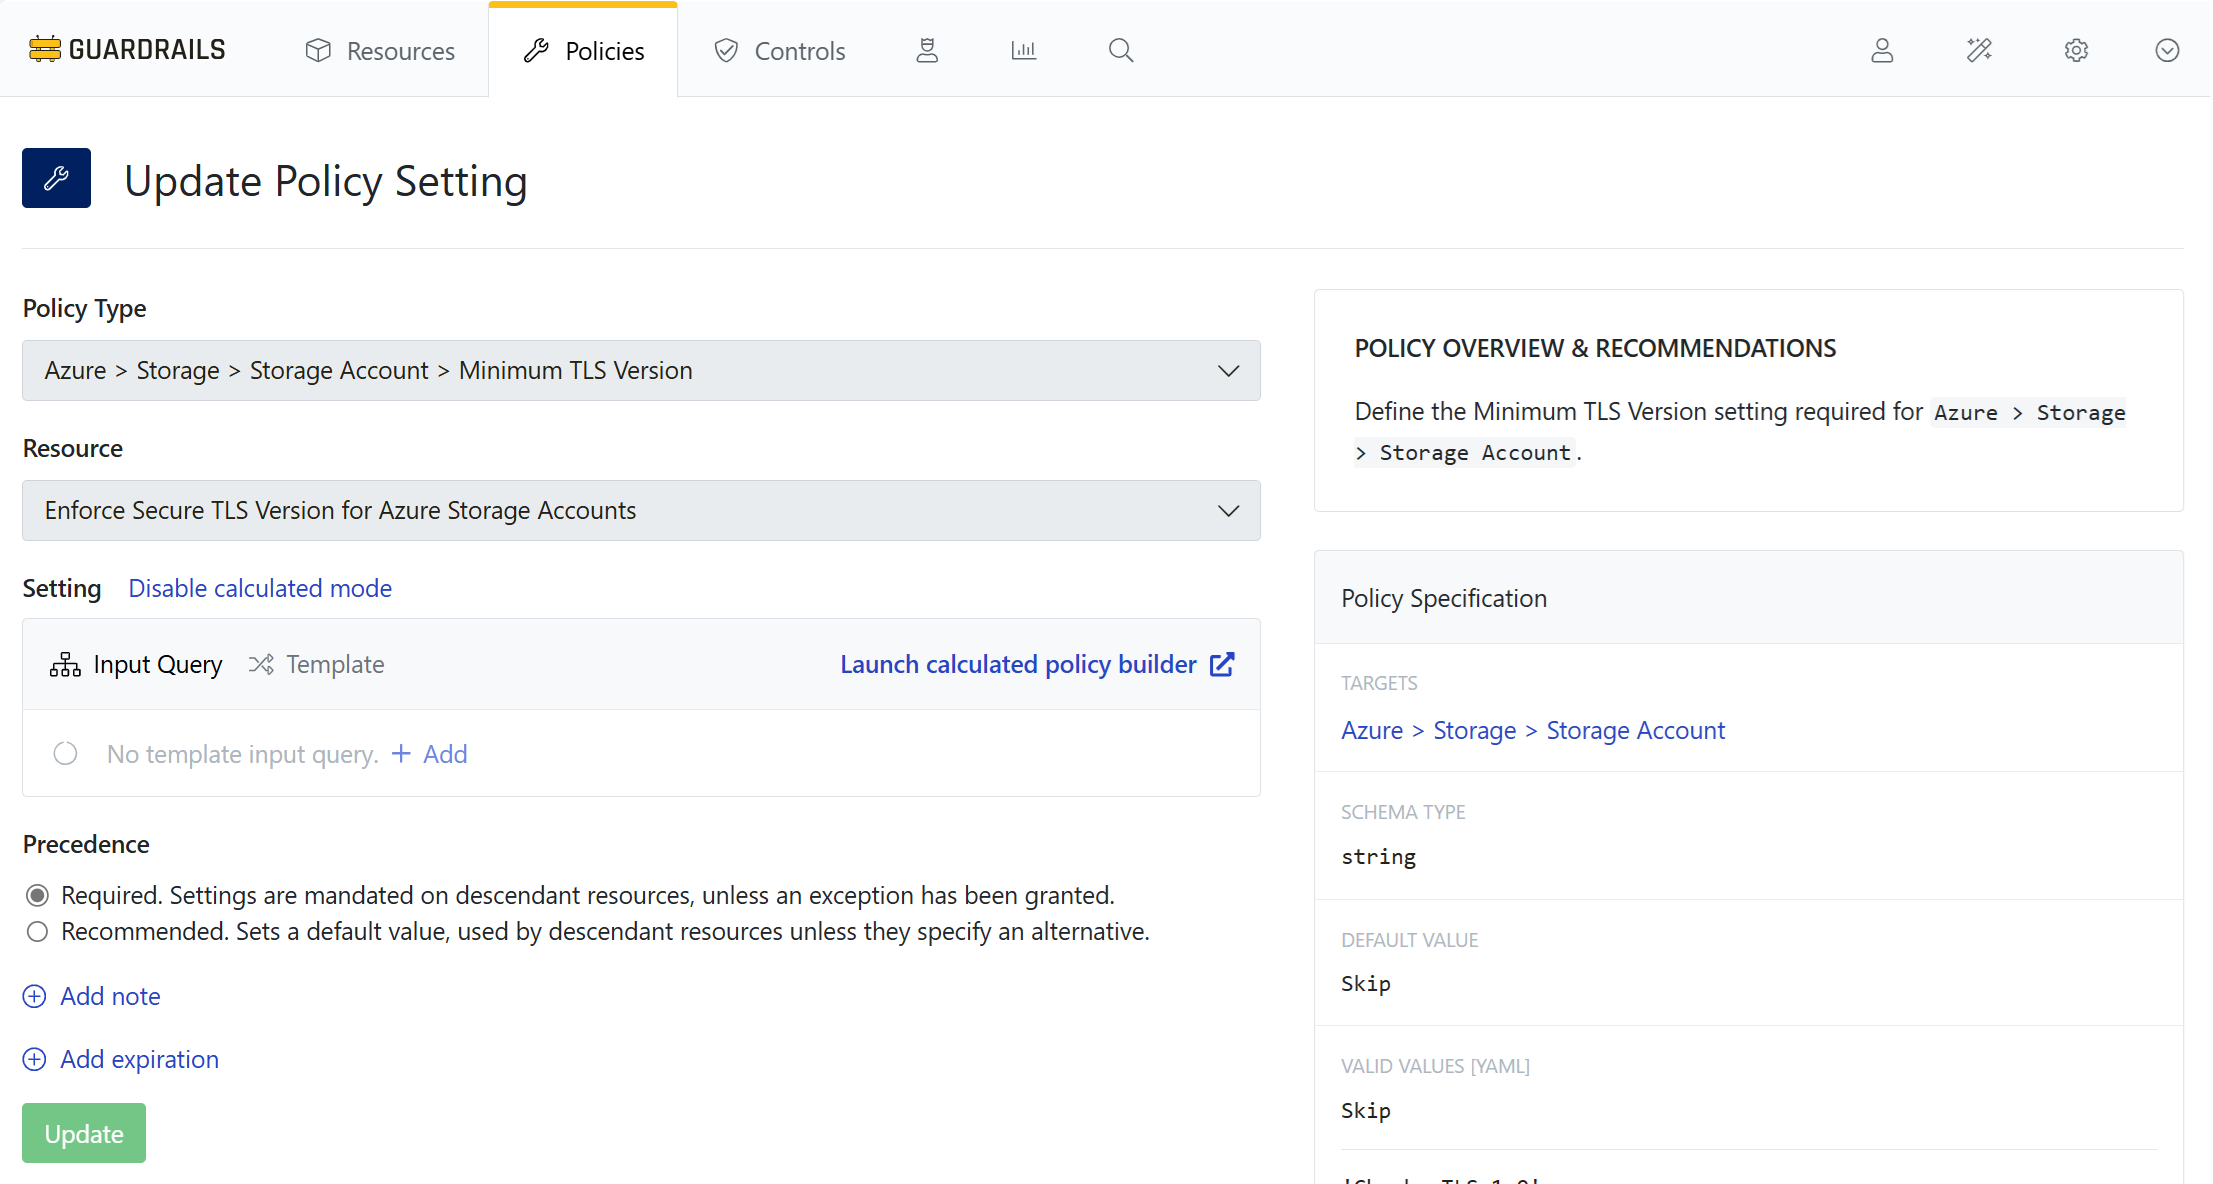 GUARDRAILS
Resources
Policies
Controls
Update Policy Setting
Policy Type
Azure > Storage > Storage Account > Minimum TLS Version
Resource
Enforce Secure TLS Version for Azure Storage Accounts
Setting Disable calculated mode
Input Query Template Launch calculated policy builder
No template input query. + Add
Precedence
Required. Settings are mandated on descendant resources, unless an exception has been granted.
Recommended. Sets a default value, used by descendant resources unless they specify an alternative.
Add note
Add expiration
Update
POLICY OVERVIEW & RECOMMENDATIONS
Define the Minimum TLS Version setting required for Azure > Storage
> Storage Account.
Policy Specification
TARGETS
Azure > Storage > Storage Account
SCHEMA TYPE
string
DEFAULT VALUE
Skip
VALID VALUES [YAML]
Skip